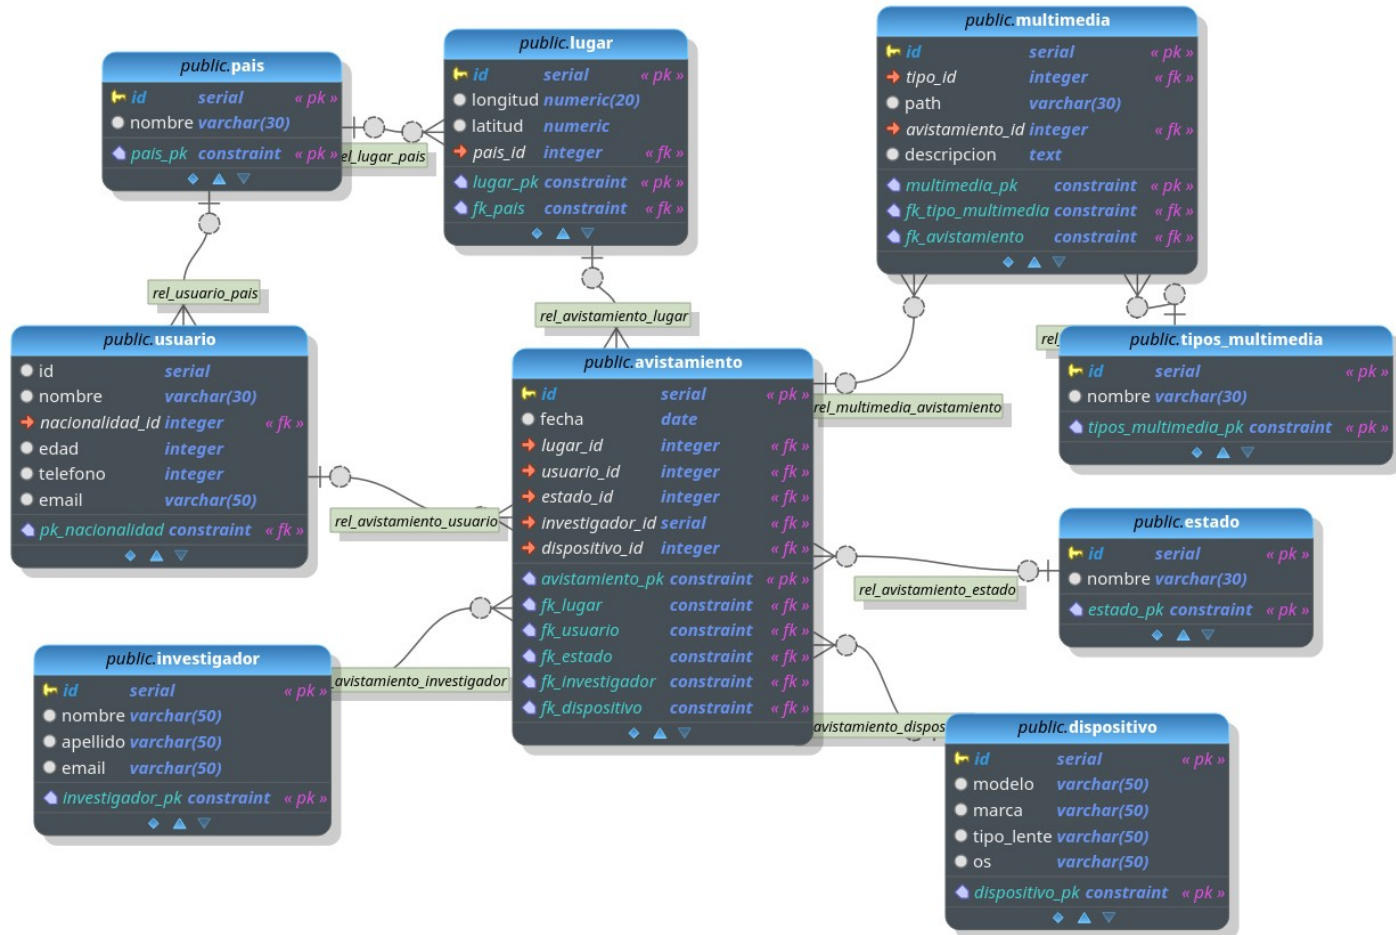 public.pais
id serial « pk »
nombre varchar(30)
pais_pk constraint « pk »
public.lugar
id serial « pk »
longitud numeric(20)
latitud numeric
pais_id integer « fk »
lugar_pk constraint « pk »
fk_pais constraint « fk »
public.multimedia
id serial « pk »
tipo_id integer « fk »
path varchar(30)
avistamiento_id integer « fk »
descripcion text
multimedia_pk constraint « pk »
fk_tipo_multimedia constraint « fk »
fk_avistamiento constraint « fk »
el_lugar_pais
rel_usuario_pais
rel_avistamiento_lugar
rel_
public.usuario
id serial
nombre varchar(30)
nacionalidad_id integer « fk »
edad integer
telefono integer
email varchar(50)
pk_nacionalidad constraint « fk »
public.avistamiento
id serial « pk »
fecha date
lugar_id integer « fk »
usuario_id integer « fk »
estado_id integer « fk »
investigador_id serial « fk »
dispositivo_id integer « fk »
avistamiento_pk constraint « pk »
fk_lugar constraint « fk »
fk_usuario constraint « fk »
fk_estado constraint « fk »
fk_investigador constraint « fk »
fk_dispositivo constraint « fk »
public.tipos_multimedia
id serial « pk »
nombre varchar(30)
tipos_multimedia_pk constraint « pk »
rel_multimedia_avistamiento
rel_avistamiento_usuario
rel_avistamiento_estado
public.estado
id serial « pk »
nombre varchar(30)
estado_pk constraint « pk »
public.investigador
id serial « pk »
nombre varchar(50)
apellido varchar(50)
email varchar(50)
investigador_pk constraint « pk »
_avistamiento_investigador
avistamiento_dispos
public.dispositivo
id serial « pk »
modelo varchar(50)
marca varchar(50)
tipo_lente varchar(50)
os varchar(50)
dispositivo_pk constraint « pk »